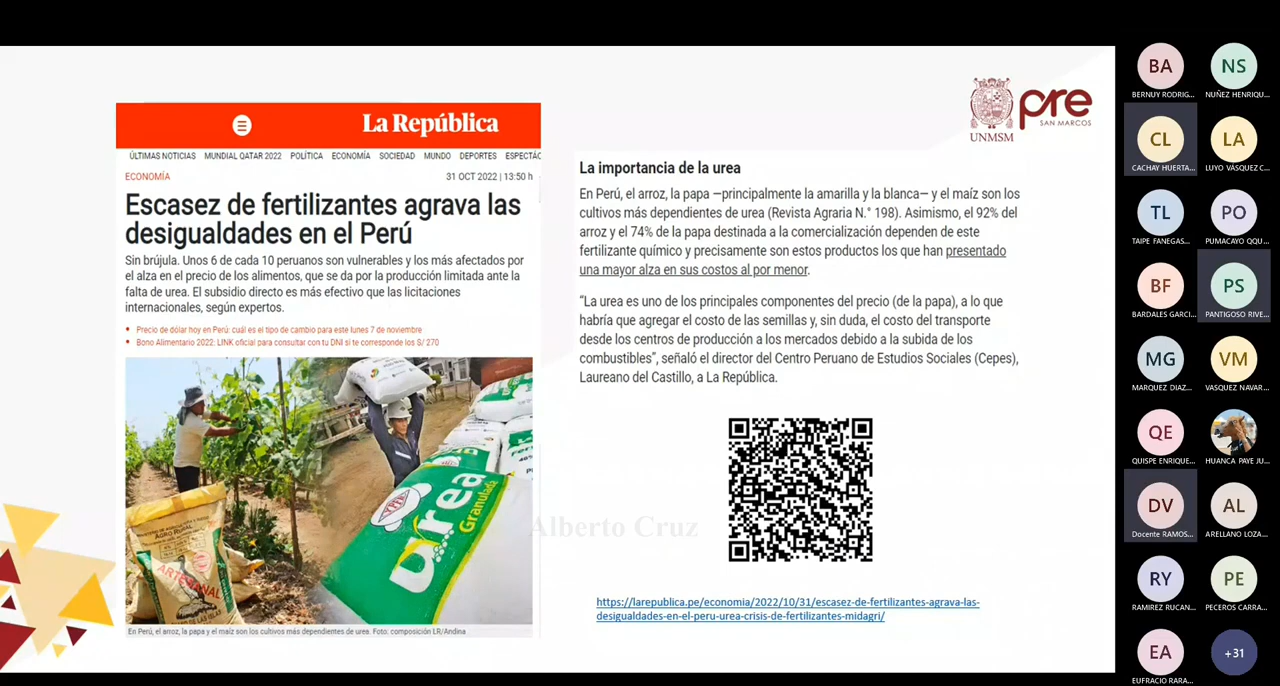 La República
ÚLTIMAS NOTICIAS MUNDIAL QATAR 2022 POLÍTICA ECONOMÍA SOCIEDAD MUNDO DEPORTES ESPECTÁC
ECONOMÍA
31 OCT 2022 | 13:50 h
Escasez de fertilizantes agrava las
desigualdades en el Perú
Sin brújula. Unos 6 de cada 10 peruanos son vulnerables y los más afectados por
el alza en el precio de los alimentos, que se da por la producción limitada ante la
falta de urea. El subsidio directo es más efectivo que las licitaciones
internacionales, según expertos.
Precio de dólar hoy en Perú: cuál es el tipo de cambio para este lunes 7 de noviembre
Bono Alimentario 2022: LINK oficial para consultar con tu DNI si te corresponde los S/ 270
AGRO RURAL
ARTESANAL
YPFB
urea
Granulada
En Perú, el arroz, la papa y el maíz son los cultivos más dependientes de urea. Foto: composición LR/Andina
UNMSM
pre
SAN MARCOS
La importancia de la urea
En Perú, el arroz, la papa —principalmente la amarilla y la blanca— y el maíz son los
cultivos más dependientes de urea (Revista Agraria N.° 198). Asimismo, el 92% del
arroz y el 74% de la papa destinada a la comercialización dependen de este
fertilizante químico y precisamente son estos productos los que han presentado
una mayor alza en sus costos al por menor.
“La urea es uno de los principales componentes del precio (de la papa), a lo que
habría que agregar el costo de las semillas y, sin duda, el costo del transporte
desde los centros de producción a los mercados debido a la subida de los
combustibles”, señaló el director del Centro Peruano de Estudios Sociales (Cepes),
Laureano del Castillo, a La República.
Alberto Cruz
https://larepublica.pe/economia/2022/10/31/escasez-de-fertilizantes-agrava-las-
desigualdades-en-el-peru-urea-crisis-de-fertilizantes-midagri/
BA
BERNUY RODRIG...
NS
NUÑEZ HENRIQU...
CL
CACHAY HUERTA...
LA
LUYO VASQUEZ C...
TL
TAIPE FANEGAS...
PO
PUMACAYO QQU...
BF
BARDALES GARCI...
PS
PANTIGOSO RIVE...
MG
MARQUEZ DIAZ...
VM
VASQUEZ NAVAR...
QE
QUISPE ENRIQUE...
HUANCA PAYE JU...
DV
Docente RAMOS...
AL
ARELLANO LOZA...
RY
RAMIREZ RUCAN...
PE
PECEROS CARRA...
EA
EUFRACIO RARA...
+31